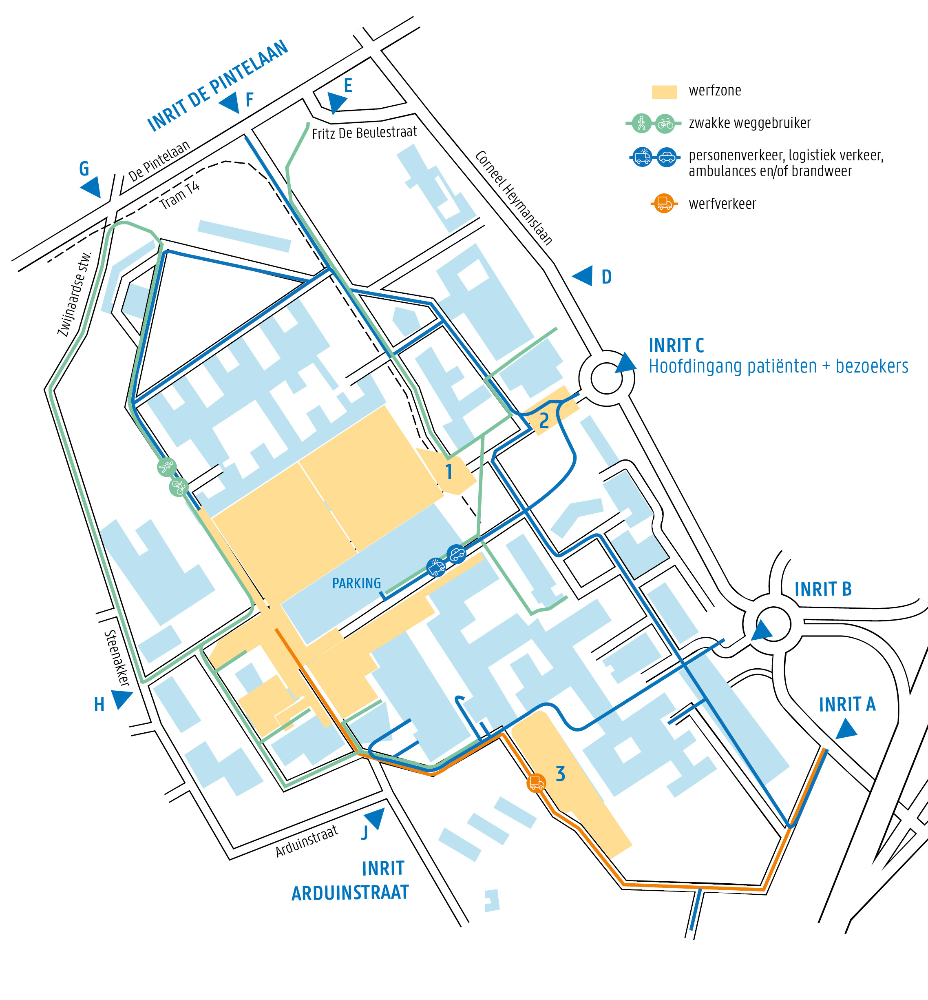 INRIT DE PINTELAAN
F
E
G
De Pintelaan
Tram T4
Fritz De Beulestraat
Corneel Heymanslaan
werfzone
zwakke weggebruiker
personenverkeer, logistiek verkeer,
ambulances en/of brandweer
werfverkeer
Zwijnaardse stw.
D
INRIT C
Hoofdingang patiënten + bezoekers
2
1
PARKING
INRIT B
Steenakker
H
INRIT A
3
J
Arduinstraat
INRIT
ARDUINSTRAAT